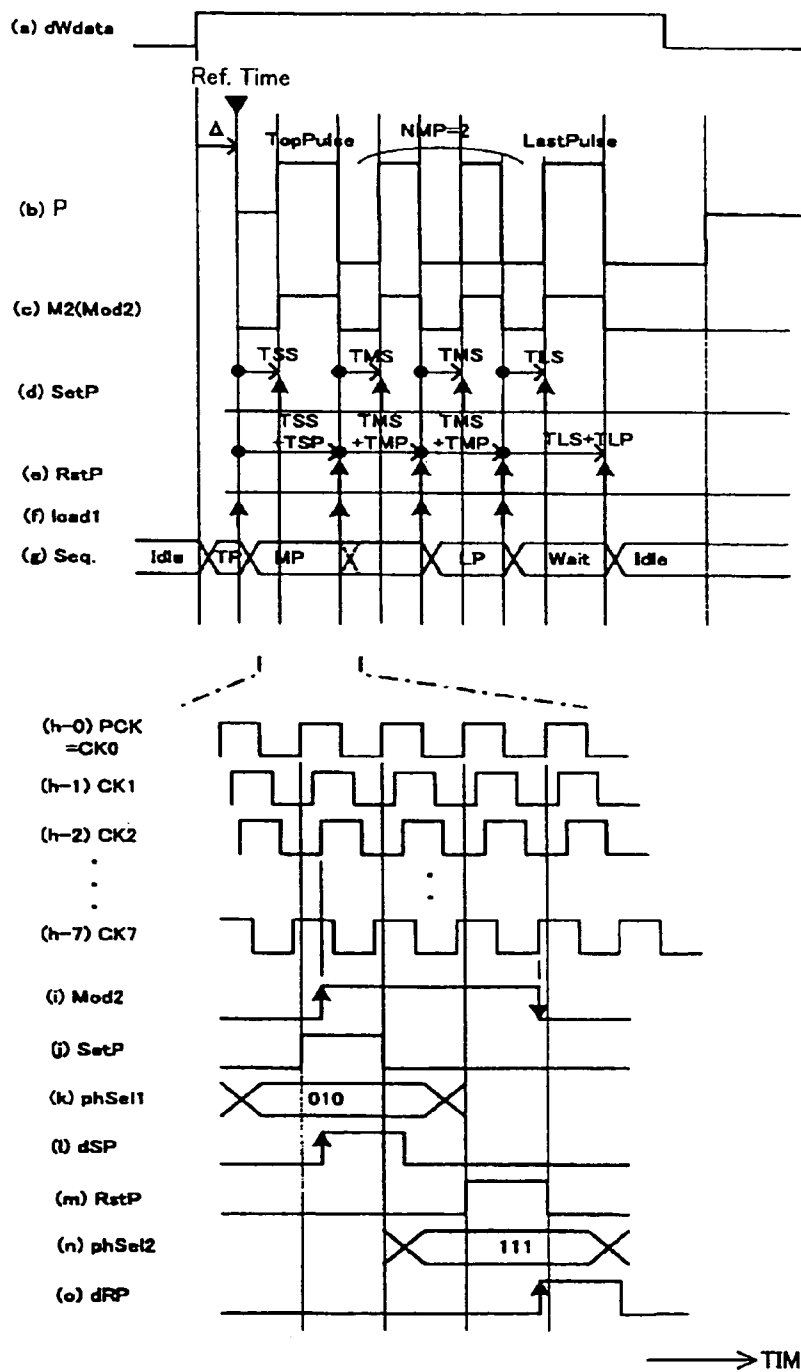 (a) dWdata
Ref. Time
Δ
TopPulse
NMP=2
LastPulse
(b) P
(c) M2(Mod2)
TSS TMS TMS TLS
(d) SetP
TSS TMS TMS
+TSP +TMP +TMP TLS+TLP
(e) RstP
(f) load1
(g) Seq. Idle TP MP X LP Wait Idle
(h-0) PCK
=CK0
(h-1) CK1
(h-2) CK2
(h-7) CK7
(i) Mod2
(j) SetP
(k) phSel1 010
(l) dSP
(m) RstP
(n) phSel2 111
(o) dRP
TIM